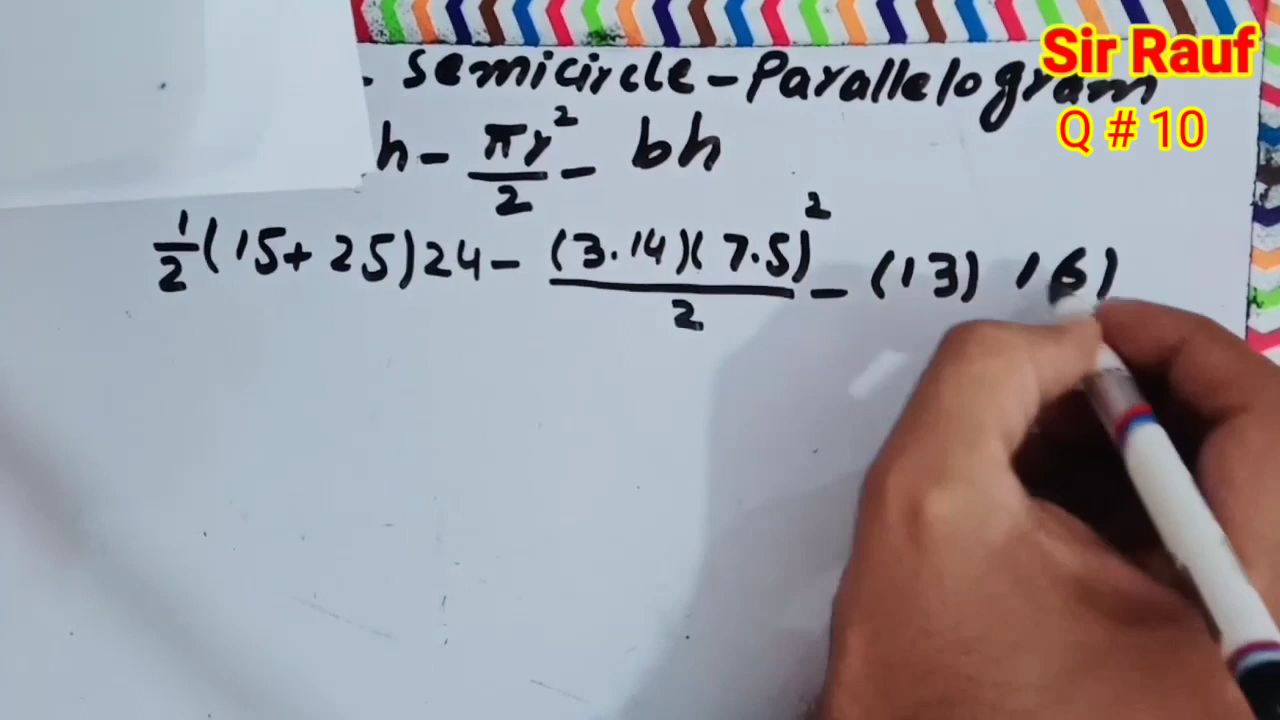 - semicircle - Parallelogram
h - πr²/2 - bh
1/2 (15+25)24 - (3.14)(7.5)²/2 - (13) (6)
Sir Rauf
Q # 10